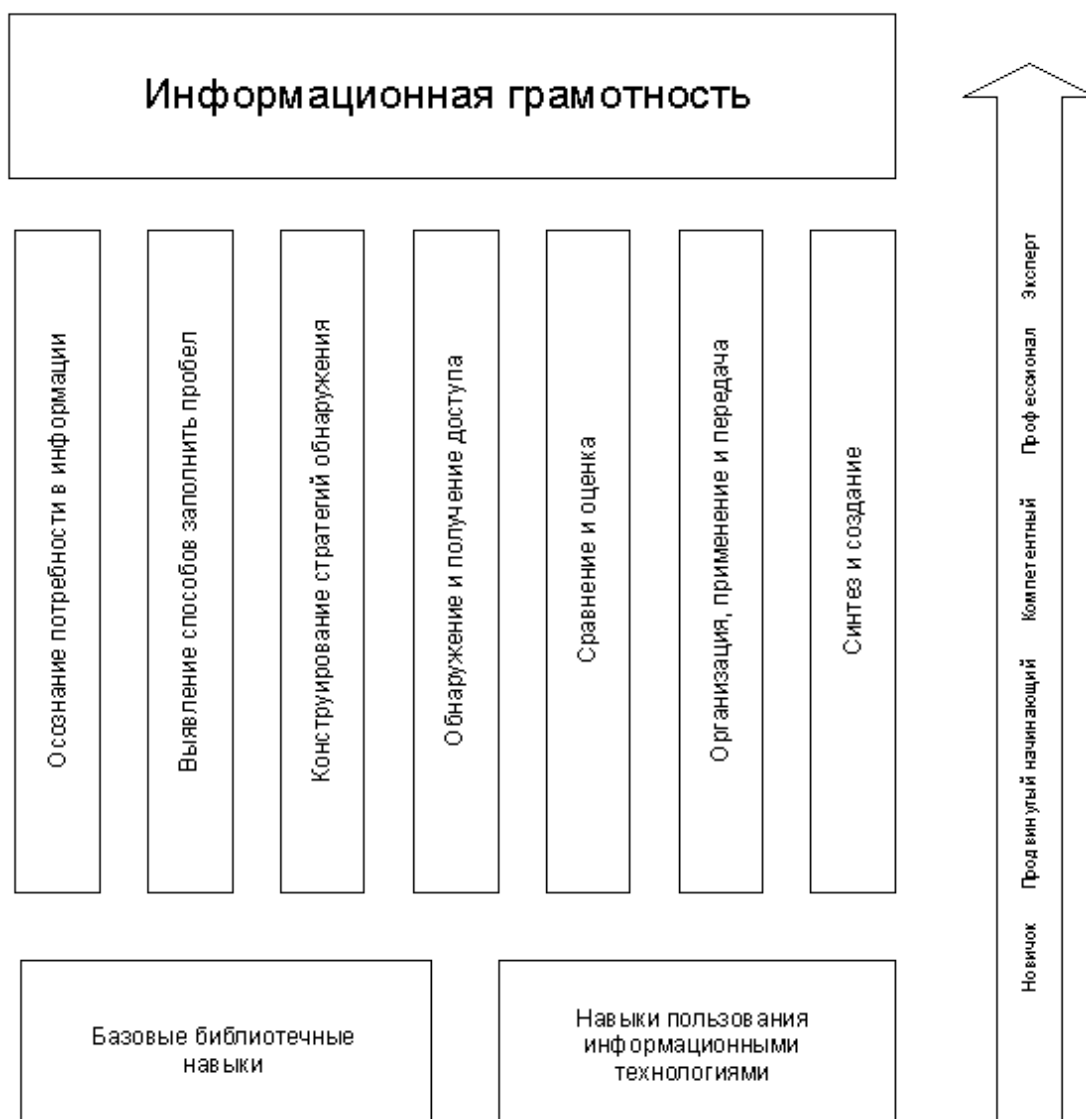 Информационная грамотность
Осознание потребности в информации
Выявление способов заполнить пробел
Конструирование стратегий обнаружения
Обнаружение и получение доступа
Сравнение и оценка
Организация, применение и передача
Синтез и создание
Базовые библиотечные
навыки
Навыки пользования
информационными
технологиями
Новичок Продвинутый начинающий Компетентный Профессионал Эксперт